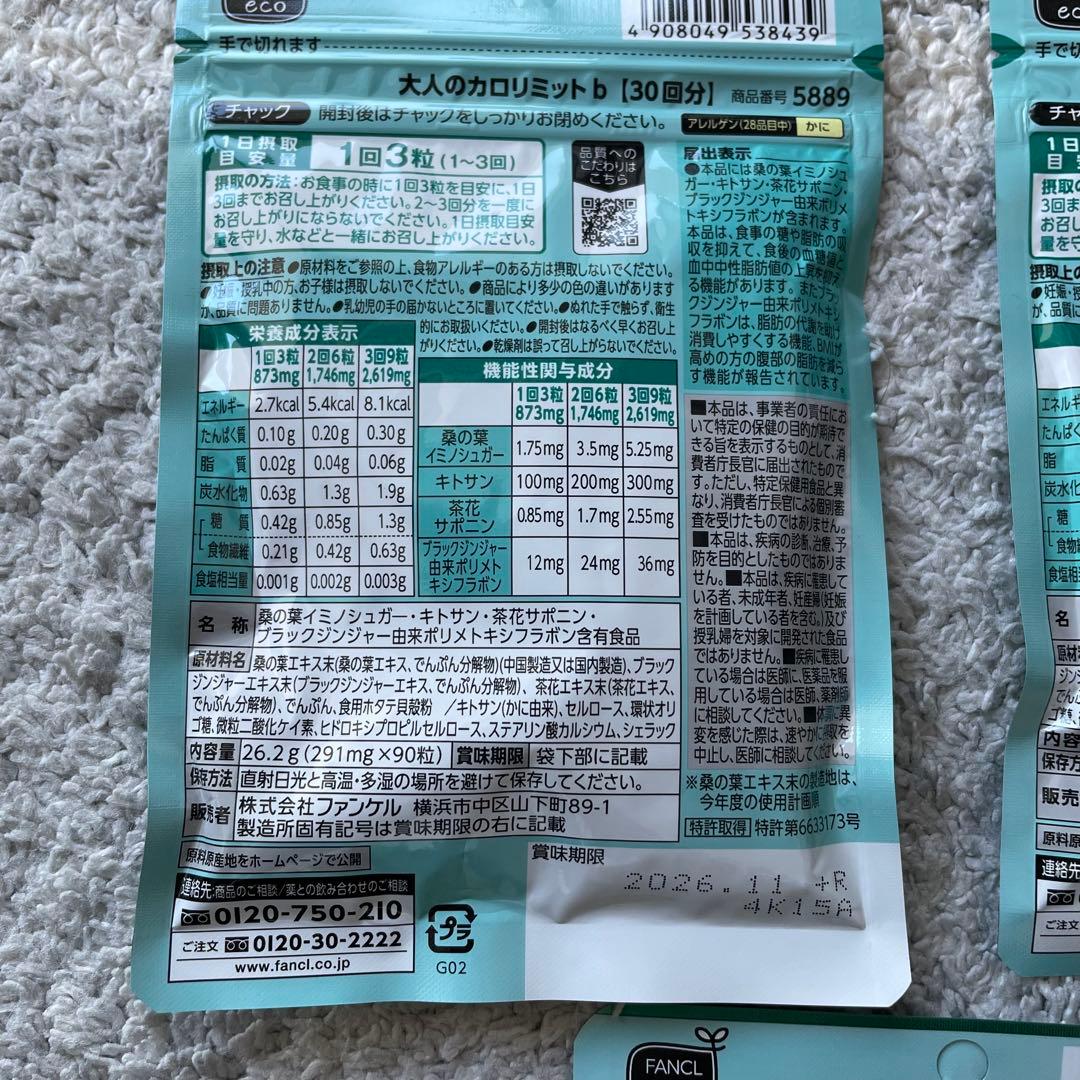 eco
4 908049 538439
手で切れます
大人のカロリミット b【30回分】 商品番号 5889
チャック 開封後はチャックをしっかりお閉めください。
アレルゲン(28品目中) かに
1日摂取
目安量
1回3粒(1~3回)
摂取の方法:お食事の時に1回3粒を目安に、1日
3回までお召し上がりください。2~3回分を一度に
お召し上がりにならないでください。1日摂取目安
量を守り、水などと一緒にお召し上がりください。
品質への
こだわりは
こちら
届出表示
●本品には桑の葉イミノシュ
ガー・キトサン・茶花サポニン・
ブラックジンジャー由来ポリメ
トキシフラボンが含まれます。
本品は、食事の糖や脂肪の吸
収を抑えて、食後の血糖値と
血中中性脂肪値の上昇を抑え
る機能があります。またブラッ
クジンジャー由来ポリメトキシ
フラボンは、脂肪の代謝を助け
消費しやすくする機能、BMIが
高めの方の腹部の脂肪を減ら
す機能が報告されています。
摂取上の注意 ●原材料をご参照の上、食物アレルギーのある方は摂取しないでください。
●妊娠・授乳中の方、お子様は摂取しないでください。 ●商品により多少の色の違いがあります
が、品質に問題ありません。●乳幼児の手の届かないところに置いてください。●ぬれた手で触らず、衛生
的にお取扱いください。●開封後はなるべく早くお召し上
がりください。●乾燥剤は誤って召し上がらないでください。
栄養成分表示
1回3粒 2回6粒 3回9粒
873mg 1,746mg 2,619mg
エネルギー 2.7kcal 5.4kcal 8.1kcal
たんぱく質 0.10g 0.20g 0.30g
脂質 0.02g 0.04g 0.06g
炭水化物 0.63g 1.3g 1.9g
糖質 0.42g 0.85g 1.3g
食物繊維 0.21g 0.42g 0.63g
食塩相当量 0.001g 0.002g 0.003g
機能性関与成分
1回3粒 2回6粒 3回9粒
873mg 1,746mg 2,619mg
桑の葉
イミノシュガー 1.75mg 3.5mg 5.25mg
キトサン 100mg 200mg 300mg
茶花
サポニン 0.85mg 1.7mg 2.55mg
ブラックジンジャー
由来ポリメト
キシフラボン 12mg 24mg 36mg
■本品は、事業者の責任にお
いて特定の保健の目的が期待で
きる旨を表示するものとして、消
費者庁長官に届出されたもので
す。ただし、特定保健用食品と異
なり、消費者庁長官による個別審
査を受けたものではありません。
■本品は、疾病の診断、治療、予
防を目的としたものではありま
せん。■本品は、疾病に罹患して
いる者、未成年者、妊産婦(妊娠
を計画している者を含む。)及び
授乳婦を対象に開発された食品
ではありません。■疾病に罹患し
ている場合は医師に、医薬品を服
用している場合は医師、薬剤師
に相談してください。■体調に異
変を感じた際は、速やかに摂取を
中止し、医師に相談してください。
※桑の葉エキス末の製造地は、
今年度の使用計画順
特許取得 特許第6633173号
名称 桑の葉イミノシュガー・キトサン・茶花サポニン・
ブラックジンジャー由来ポリメトキシフラボン含有食品
原材料名 桑の葉エキス末(桑の葉エキス、でんぷん分解物)(中国製造又は国内製造)、ブラック
ジンジャーエキス末(ブラックジンジャーエキス、でんぷん分解物)、茶花エキス末(茶花エキス、
でんぷん分解物)、でんぷん、食用ホタテ貝殻粉 /キトサン(かに由来)、セルロース、環状オリ
ゴ糖、微粒二酸化ケイ素、ヒドロキシプロピルセルロース、ステアリン酸カルシウム、シェラック
内容量 26.2g(291mg×90粒) 賞味期限 袋下部に記載
保存方法 直射日光と高温・多湿の場所を避けて保存してください。
販売者 株式会社ファンケル 横浜市中区山下町89-1
製造所固有記号は賞味期限の右に記載
原料原産地をホームページで公開
連絡先:商品のご相談/薬との飲み合わせのご相談
0120-750-210
ご注文 0120-30-2222
www.fancl.co.jp
プラ
G02
賞味期限
2026.11 +R
4K15A
FANCL